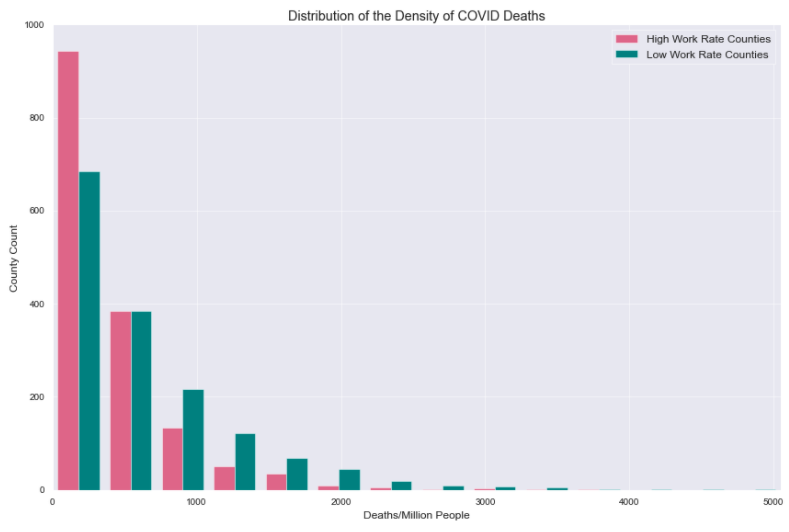 Distribution of the Density of COVID Deaths
High Work Rate Counties
Low Work Rate Counties
County Count
1000
800
600
400
200
0
0 1000 2000 3000 4000 5000
Deaths/Million People